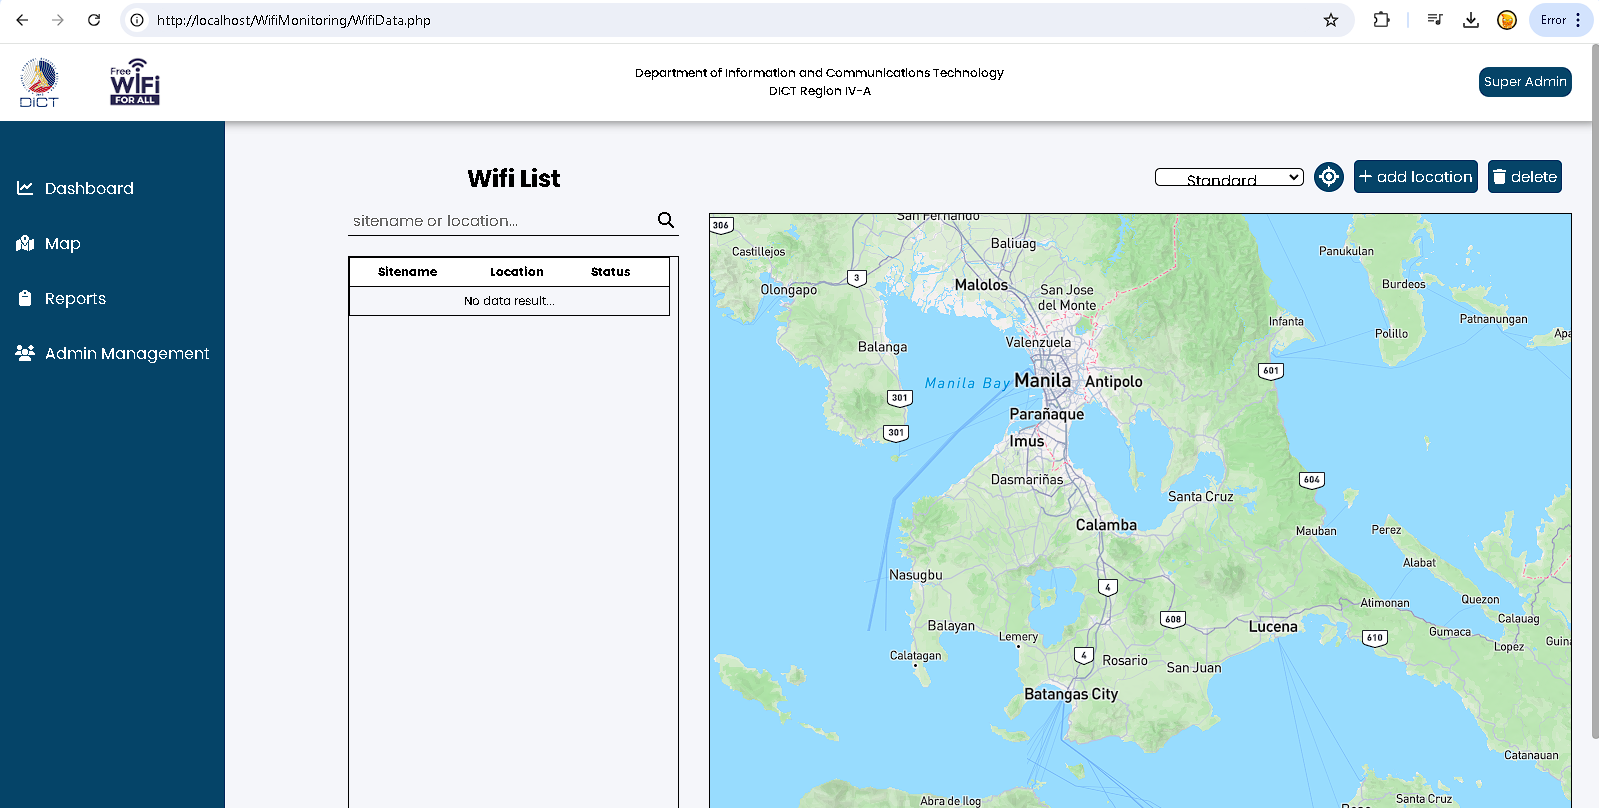 http://localhost/WifiMonitoring/WifiData.php
Error
DICT
Free
WiFi
FOR ALL
Department of Information and Communications Technology
DICT Region IV-A
Super Admin
Dashboard
Map
Reports
Admin Management
Wifi List
sitename or location...
Sitename Location Status
No data result...
Standard
+ add location
delete
San Fernando
306
Castillejos
Baliuag
Panukulan
3
Olongapo
Malolos
San Jose
del Monte
Burdeos
Infanta
Patnanungan
Polillo
Apa
Valenzuela
Balanga
601
Manila Bay
Manila
Antipolo
301
Parañaque
301
Imus
Dasmariñas
604
Santa Cruz
Calamba
Mauban
Perez
Alabat
Nasugbu
4
Atimonan
Quezon
608
Calauag
Balayan
Lemery
Lucena
610
Gumaca
Guina
Lopez
Calatagan
4
Rosario
San Juan
Batangas City
Catanauan
Abra de Ilog
Santa Cruz